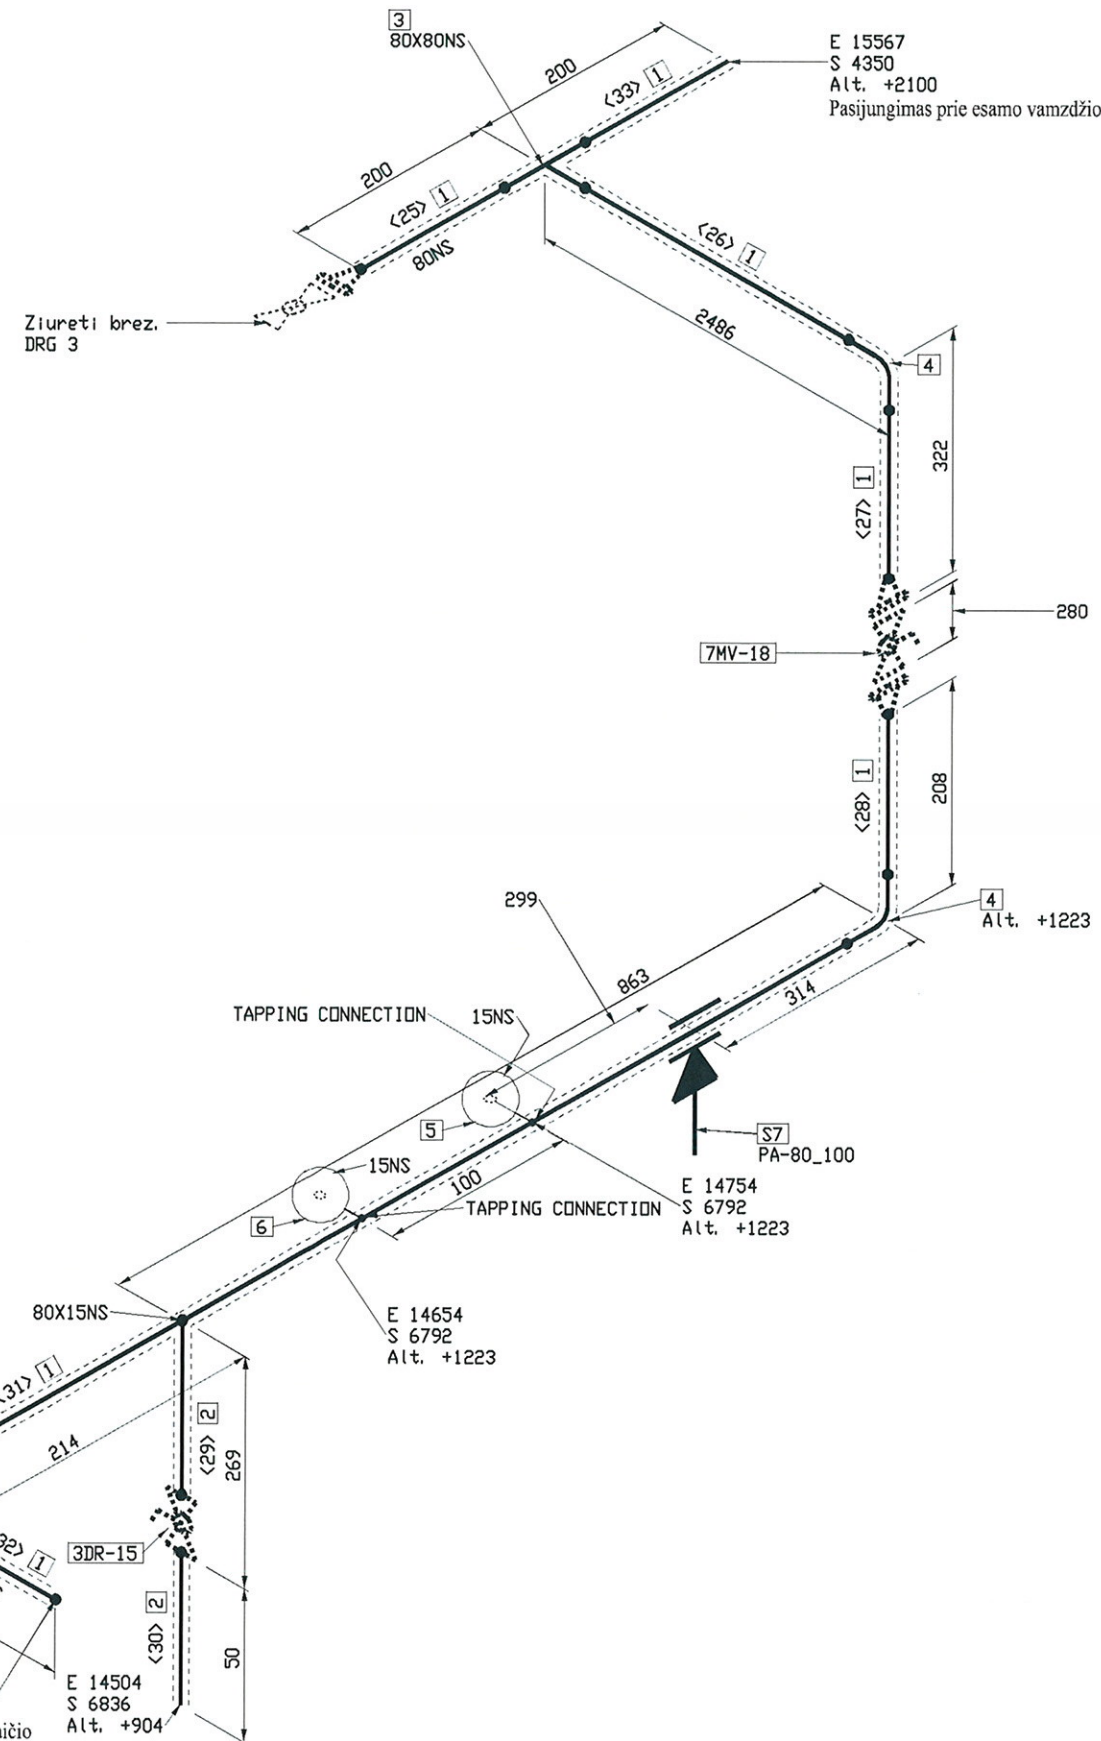 3
80X80NS
E 15567
S 4350
Alt. +2100
Pasijungimas prie esamo vamzdžio
200
<33> 1
200
<25> 1
80NS
<26> 1
2486
Ziureti brez.
DRG 3
4
322
<27> 1
280
7MV-18
208
<28> 1
4
Alt. +1223
299
863
314
TAPPING CONNECTION
15NS
5
S7
PA-80_100
15NS
100
TAPPING CONNECTION
6
E 14754
S 6792
Alt. +1223
80X15NS
E 14654
S 6792
Alt. +1223
<31> 1
214
<29> 2
269
3DR-15
32> 1
<30> 2
50
E 14504
S 6836
Alt. +904